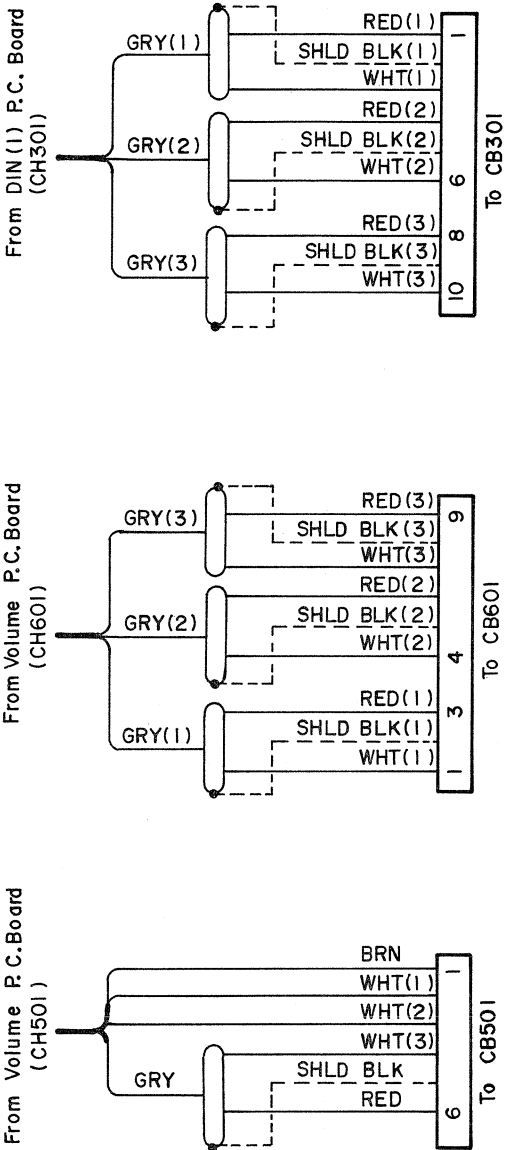 From DIN(1) P.C. Board
(CH301)
GRY(1)
GRY(2)
GRY(3)
RED(1)
SHLD BLK(1)
WHT(1)
RED(2)
SHLD BLK(2)
WHT(2)
RED(3)
SHLD BLK(3)
WHT(3)
1
6
8
10
To CB301
From Volume P.C. Board
(CH601)
GRY(3)
GRY(2)
GRY(1)
RED(3)
SHLD BLK(3)
WHT(3)
RED(2)
SHLD BLK(2)
WHT(2)
RED(1)
SHLD BLK(1)
WHT(1)
9
4
3
1
To CB601
From Volume P.C.Board
(CH501)
GRY
BRN
WHT(1)
WHT(2)
WHT(3)
SHLD BLK
RED
1
6
To CB501